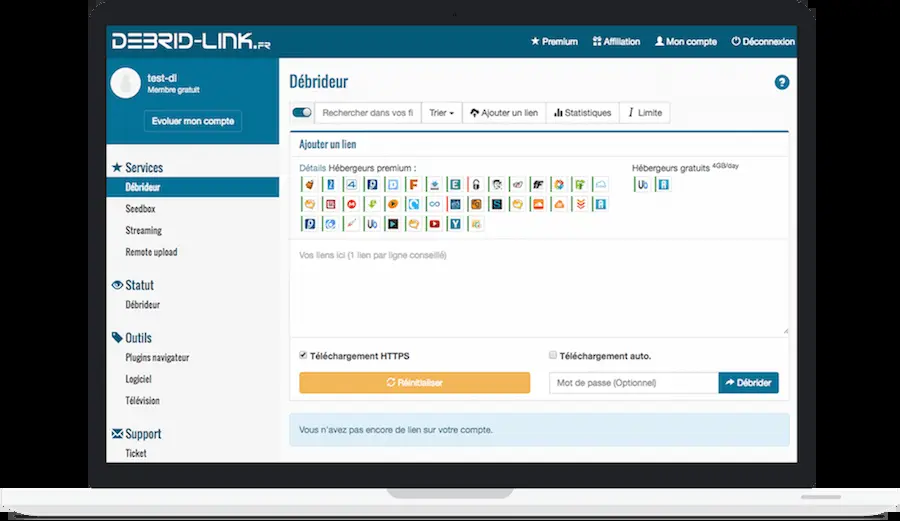 DEBRID-LINK.FR
Premium
Affiliation
Mon compte
Déconnexion
test-dl
Membre gratuit
Evoluer mon compte
Services
Débrideur
Seedbox
Streaming
Remote upload
Statut
Débrideur
Outils
Plugins navigateur
Logiciel
Télévision
Support
Ticket
Débrideur
?
Rechercher dans vos fi
Trier
Ajouter un lien
Statistiques
Limite
Ajouter un lien
Détails Hébergeurs premium :
Hébergeurs gratuits 4GB/day
Vos liens ici (1 lien par ligne conseillé)
Téléchargement HTTPS
Téléchargement auto.
Réinitialiser
Mot de passe (Optionnel)
Débrider
Vous n'avez pas encore de lien sur votre compte.